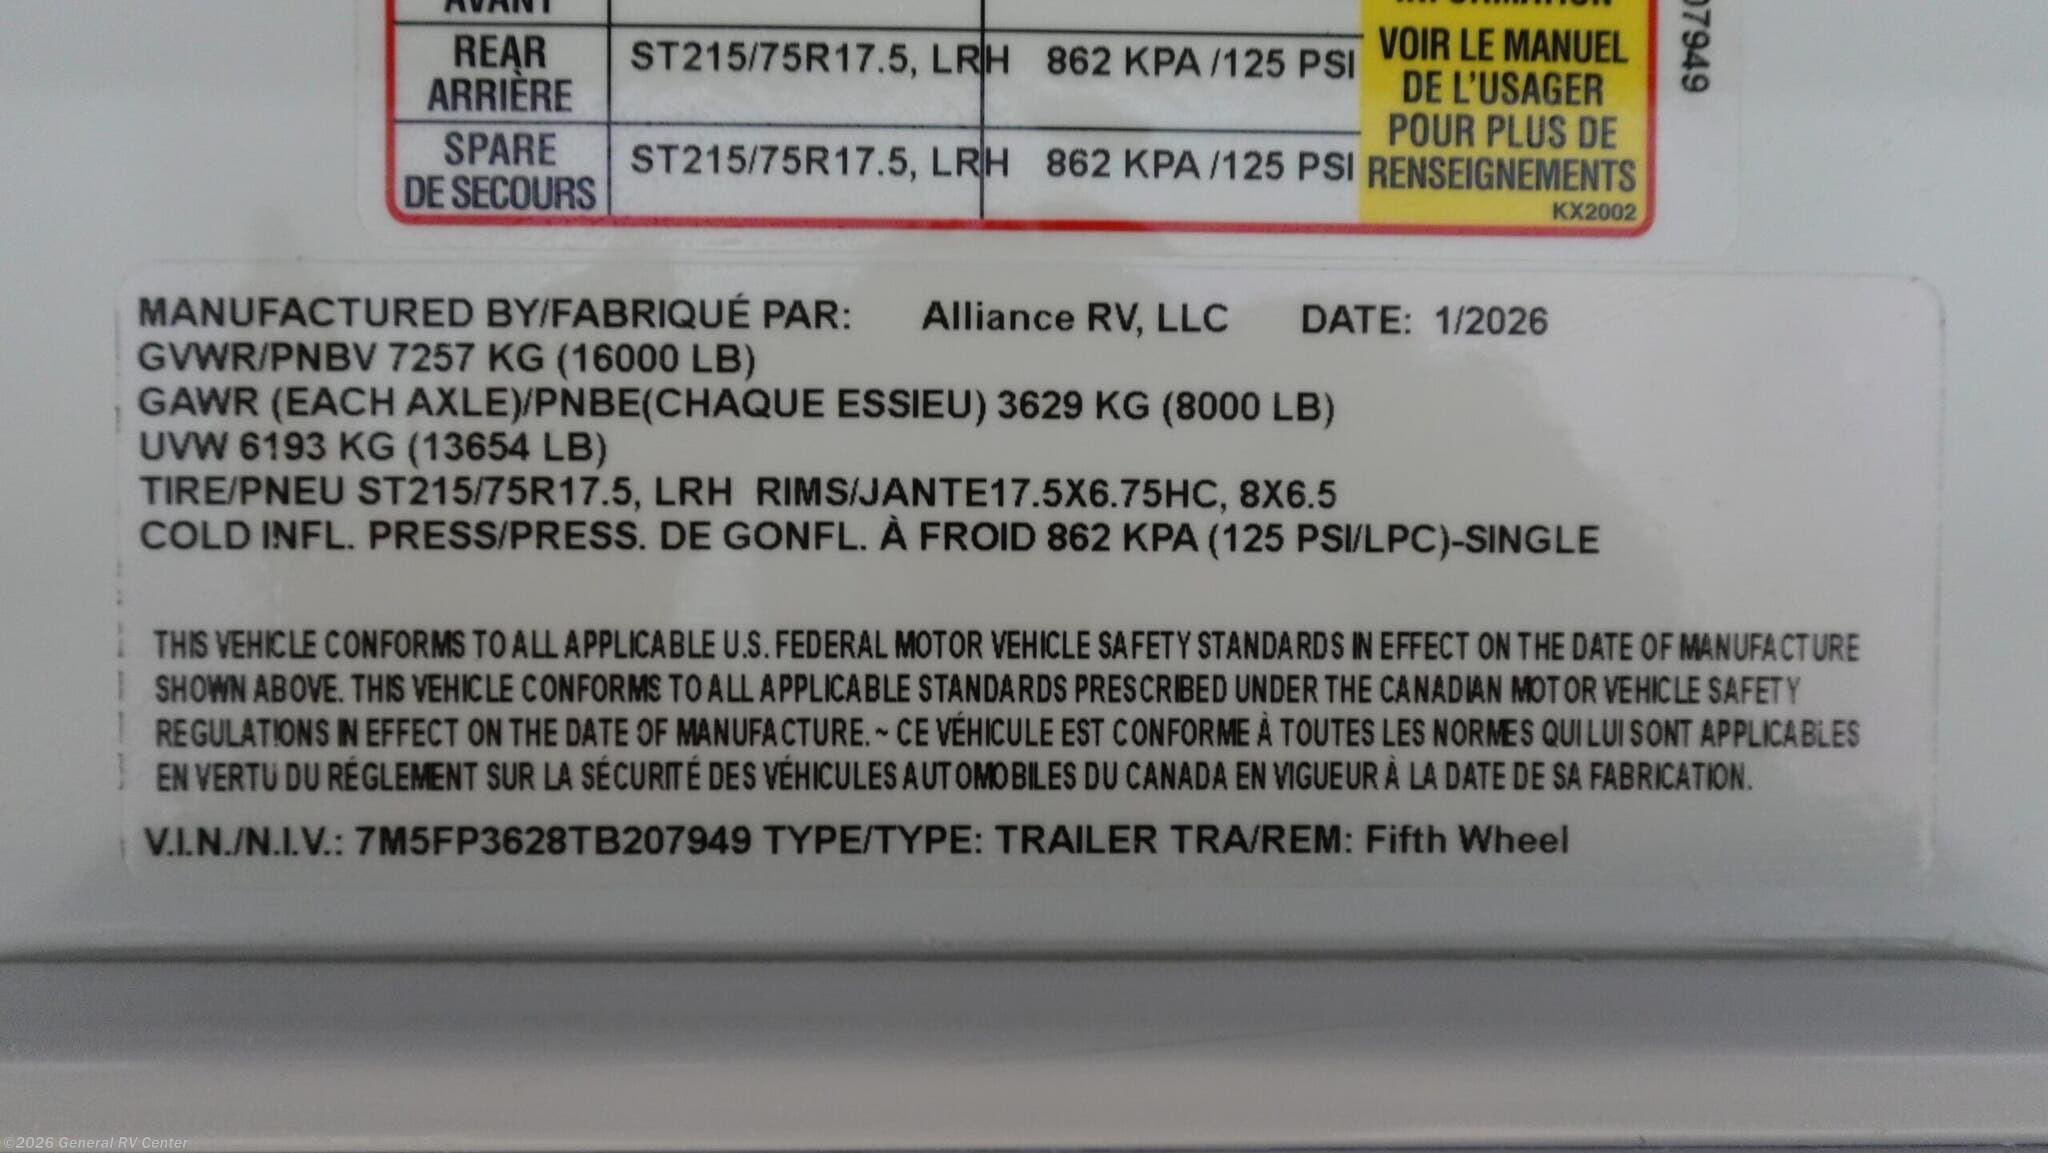 AVANT
INFORMATION
REAR
ARRIÈRE
ST215/75R17.5, LRH 862 KPA /125 PSI
VOIR LE MANUEL
DE L'USAGER
POUR PLUS DE
RENSEIGNEMENTS
SPARE
DE SECOURS
ST215/75R17.5, LRH 862 KPA /125 PSI
KX2002
07949
MANUFACTURED BY/FABRIQUÉ PAR: Alliance RV, LLC DATE: 1/2026
GVWR/PNBV 7257 KG (16000 LB)
GAWR (EACH AXLE)/PNBE(CHAQUE ESSIEU) 3629 KG (8000 LB)
UVW 6193 KG (13654 LB)
TIRE/PNEU ST215/75R17.5, LRH RIMS/JANTE17.5X6.75HC, 8X6.5
COLD INFL. PRESS/PRESS. DE GONFL. À FROID 862 KPA (125 PSI/LPC)-SINGLE
THIS VEHICLE CONFORMS TO ALL APPLICABLE U.S. FEDERAL MOTOR VEHICLE SAFETY STANDARDS IN EFFECT ON THE DATE OF MANUFACTURE
SHOWN ABOVE. THIS VEHICLE CONFORMS TO ALL APPLICABLE STANDARDS PRESCRIBED UNDER THE CANADIAN MOTOR VEHICLE SAFETY
REGULATIONS IN EFFECT ON THE DATE OF MANUFACTURE. ~ CE VÉHICULE EST CONFORME À TOUTES LES NORMES QUI LUI SONT APPLICABLES
EN VERTU DU RÉGLEMENT SUR LA SÉCURITÉ DES VÉHICULES AUTOMOBILES DU CANADA EN VIGUEUR À LA DATE DE SA FABRICATION.
V.I.N./N.I.V.: 7M5FP3628TB207949 TYPE/TYPE: TRAILER TRA/REM: Fifth Wheel
©2026 General RV Center